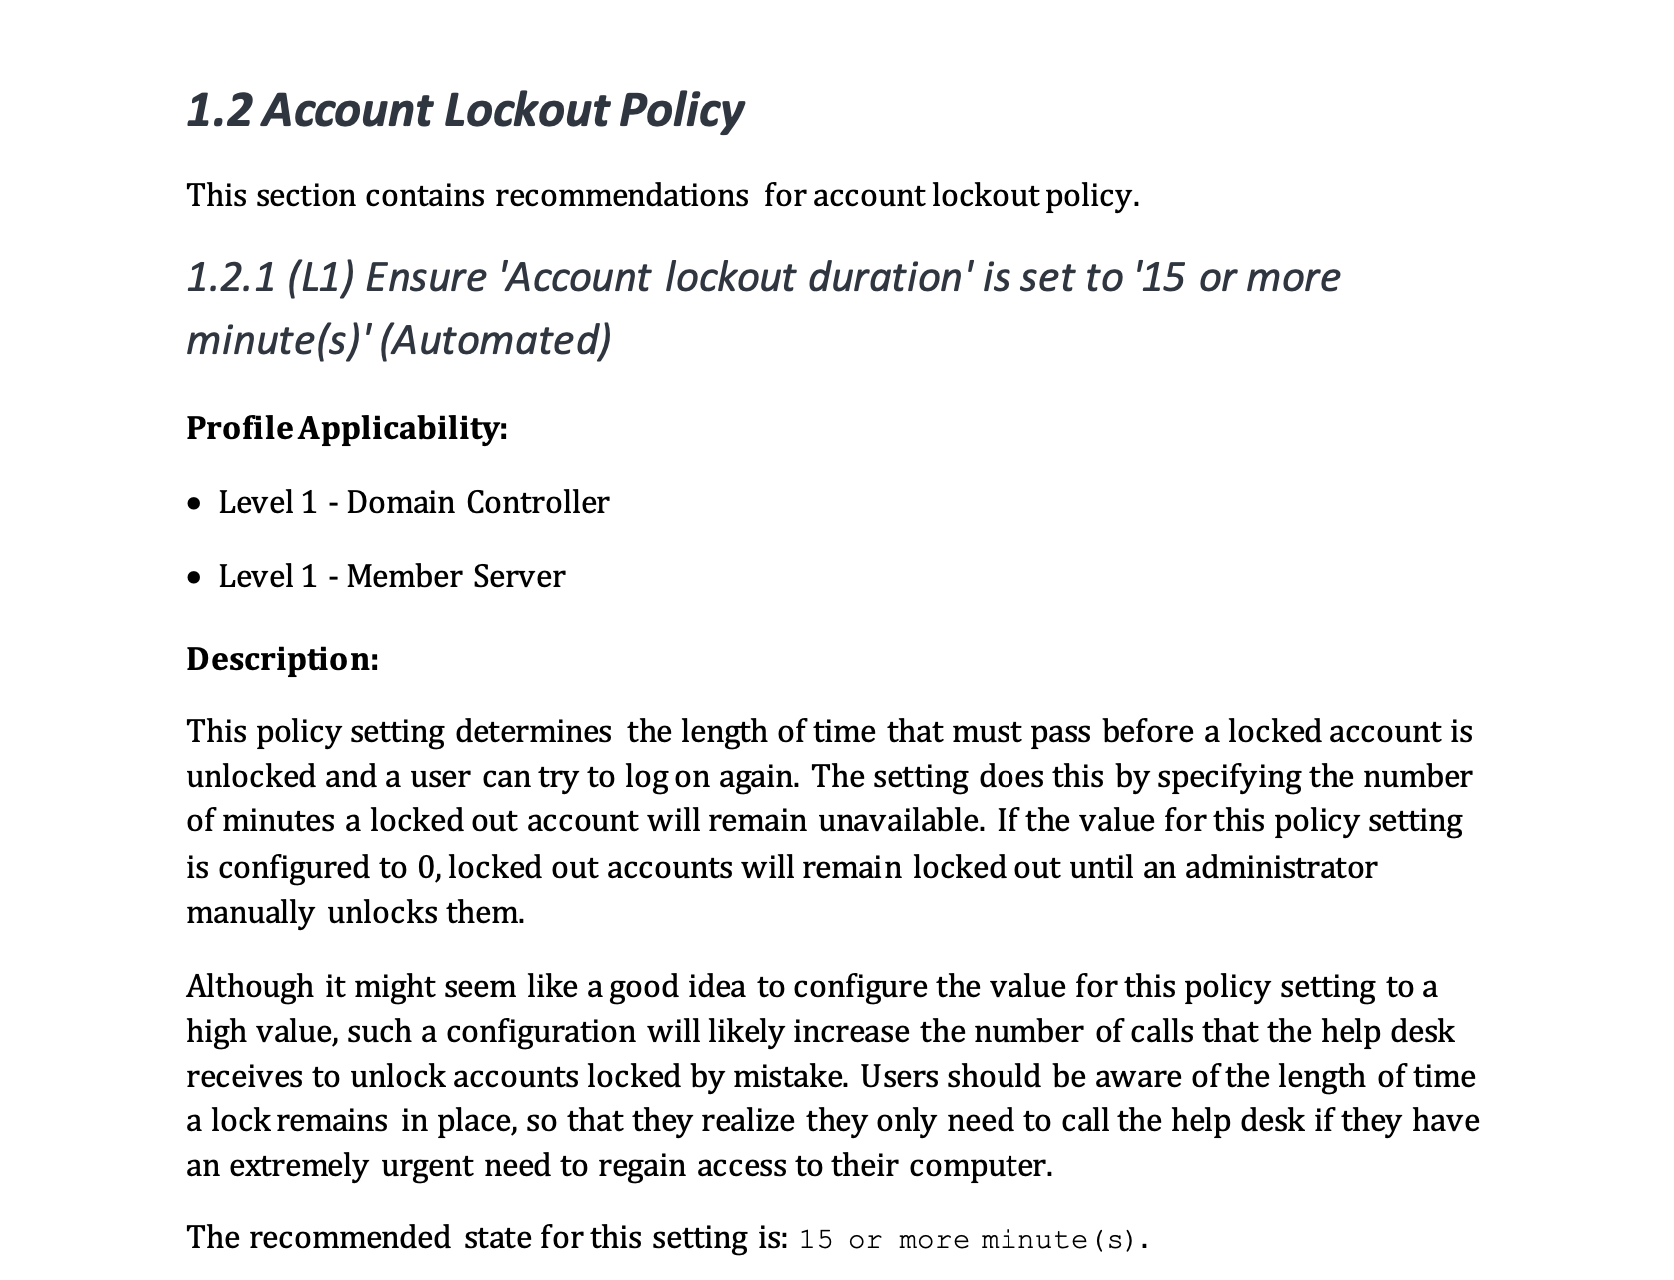 1.2 Account Lockout Policy
This section contains recommendations for account lockout policy.
1.2.1 (L1) Ensure 'Account lockout duration' is set to '15 or more
minute(s)' (Automated)
Profile Applicability:
• Level 1 - Domain Controller
• Level 1 - Member Server
Description:
This policy setting determines the length of time that must pass before a locked account is
unlocked and a user can try to log on again. The setting does this by specifying the number
of minutes a locked out account will remain unavailable. If the value for this policy setting
is configured to 0, locked out accounts will remain locked out until an administrator
manually unlocks them.
Although it might seem like a good idea to configure the value for this policy setting to a
high value, such a configuration will likely increase the number of calls that the help desk
receives to unlock accounts locked by mistake. Users should be aware of the length of time
a lock remains in place, so that they realize they only need to call the help desk if they have
an extremely urgent need to regain access to their computer.
The recommended state for this setting is: 15 or more minute(s).